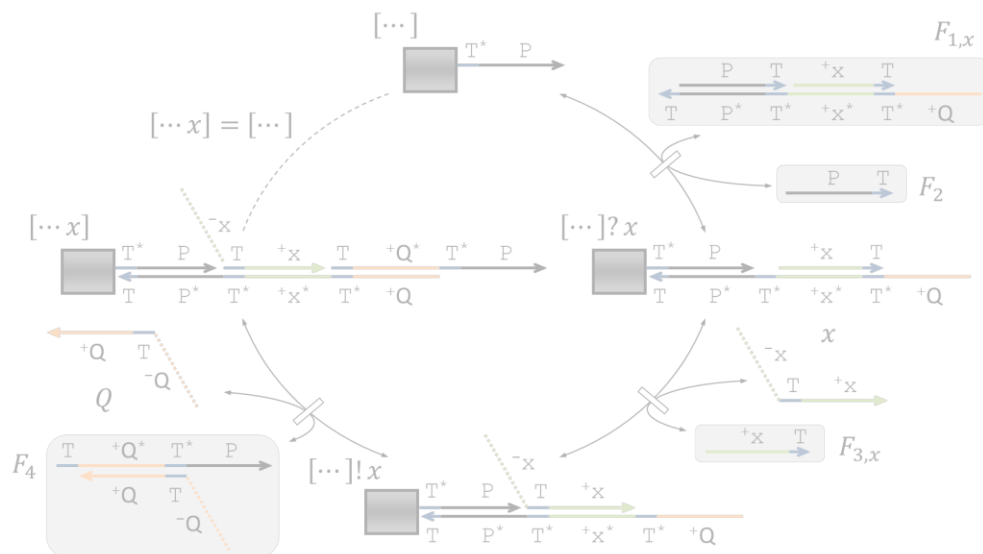 [⋯]
T* P
F₁,ₓ
P T ⁺x T
T P* T* ⁺x* T* ⁺Q
[⋯ x] = [⋯]
P T
F₂
[⋯ x]
⁻x
T* P T ⁺x T ⁺Q* T* P
T P* T* ⁺x* T* ⁺Q
[⋯]? x
T* P ⁺x T
T P* T* ⁺x* T* ⁺Q
⁺Q T
⁻Q
Q
x
⁻x
T ⁺x
F₄
T ⁺Q* T* P
⁺Q T
⁻Q
⁺x T
F₃,ₓ
[⋯]! x
⁻x
T* P T ⁺x
T P* T* ⁺x* T* ⁺Q